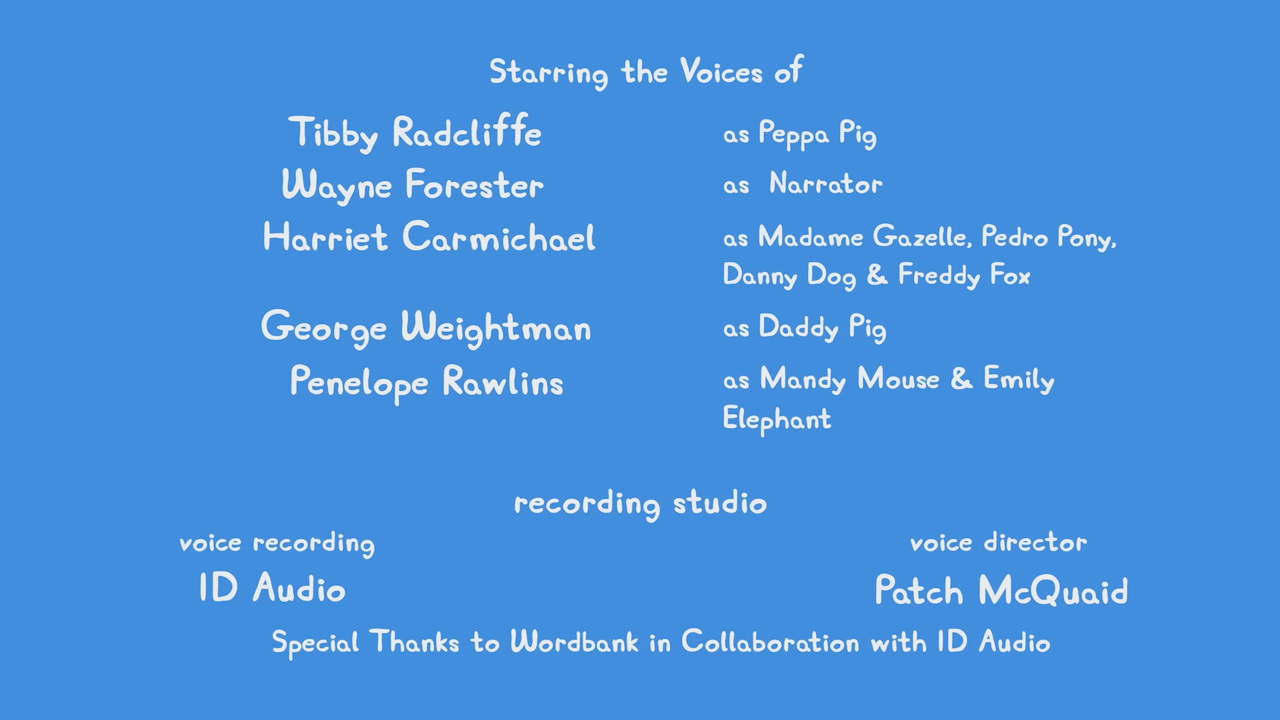 Starring the Voices of
Tibby Radcliffe as Peppa Pig
Wayne Forester as Narrator
Harriet Carmichael as Madame Gazelle, Pedro Pony,
Danny Dog & Freddy Fox
George Weightman as Daddy Pig
Penelope Rawlins as Mandy Mouse & Emily
Elephant
recording studio
voice recording voice director
ID Audio Patch McQuaid
Special Thanks to Wordbank in Collaboration with ID Audio